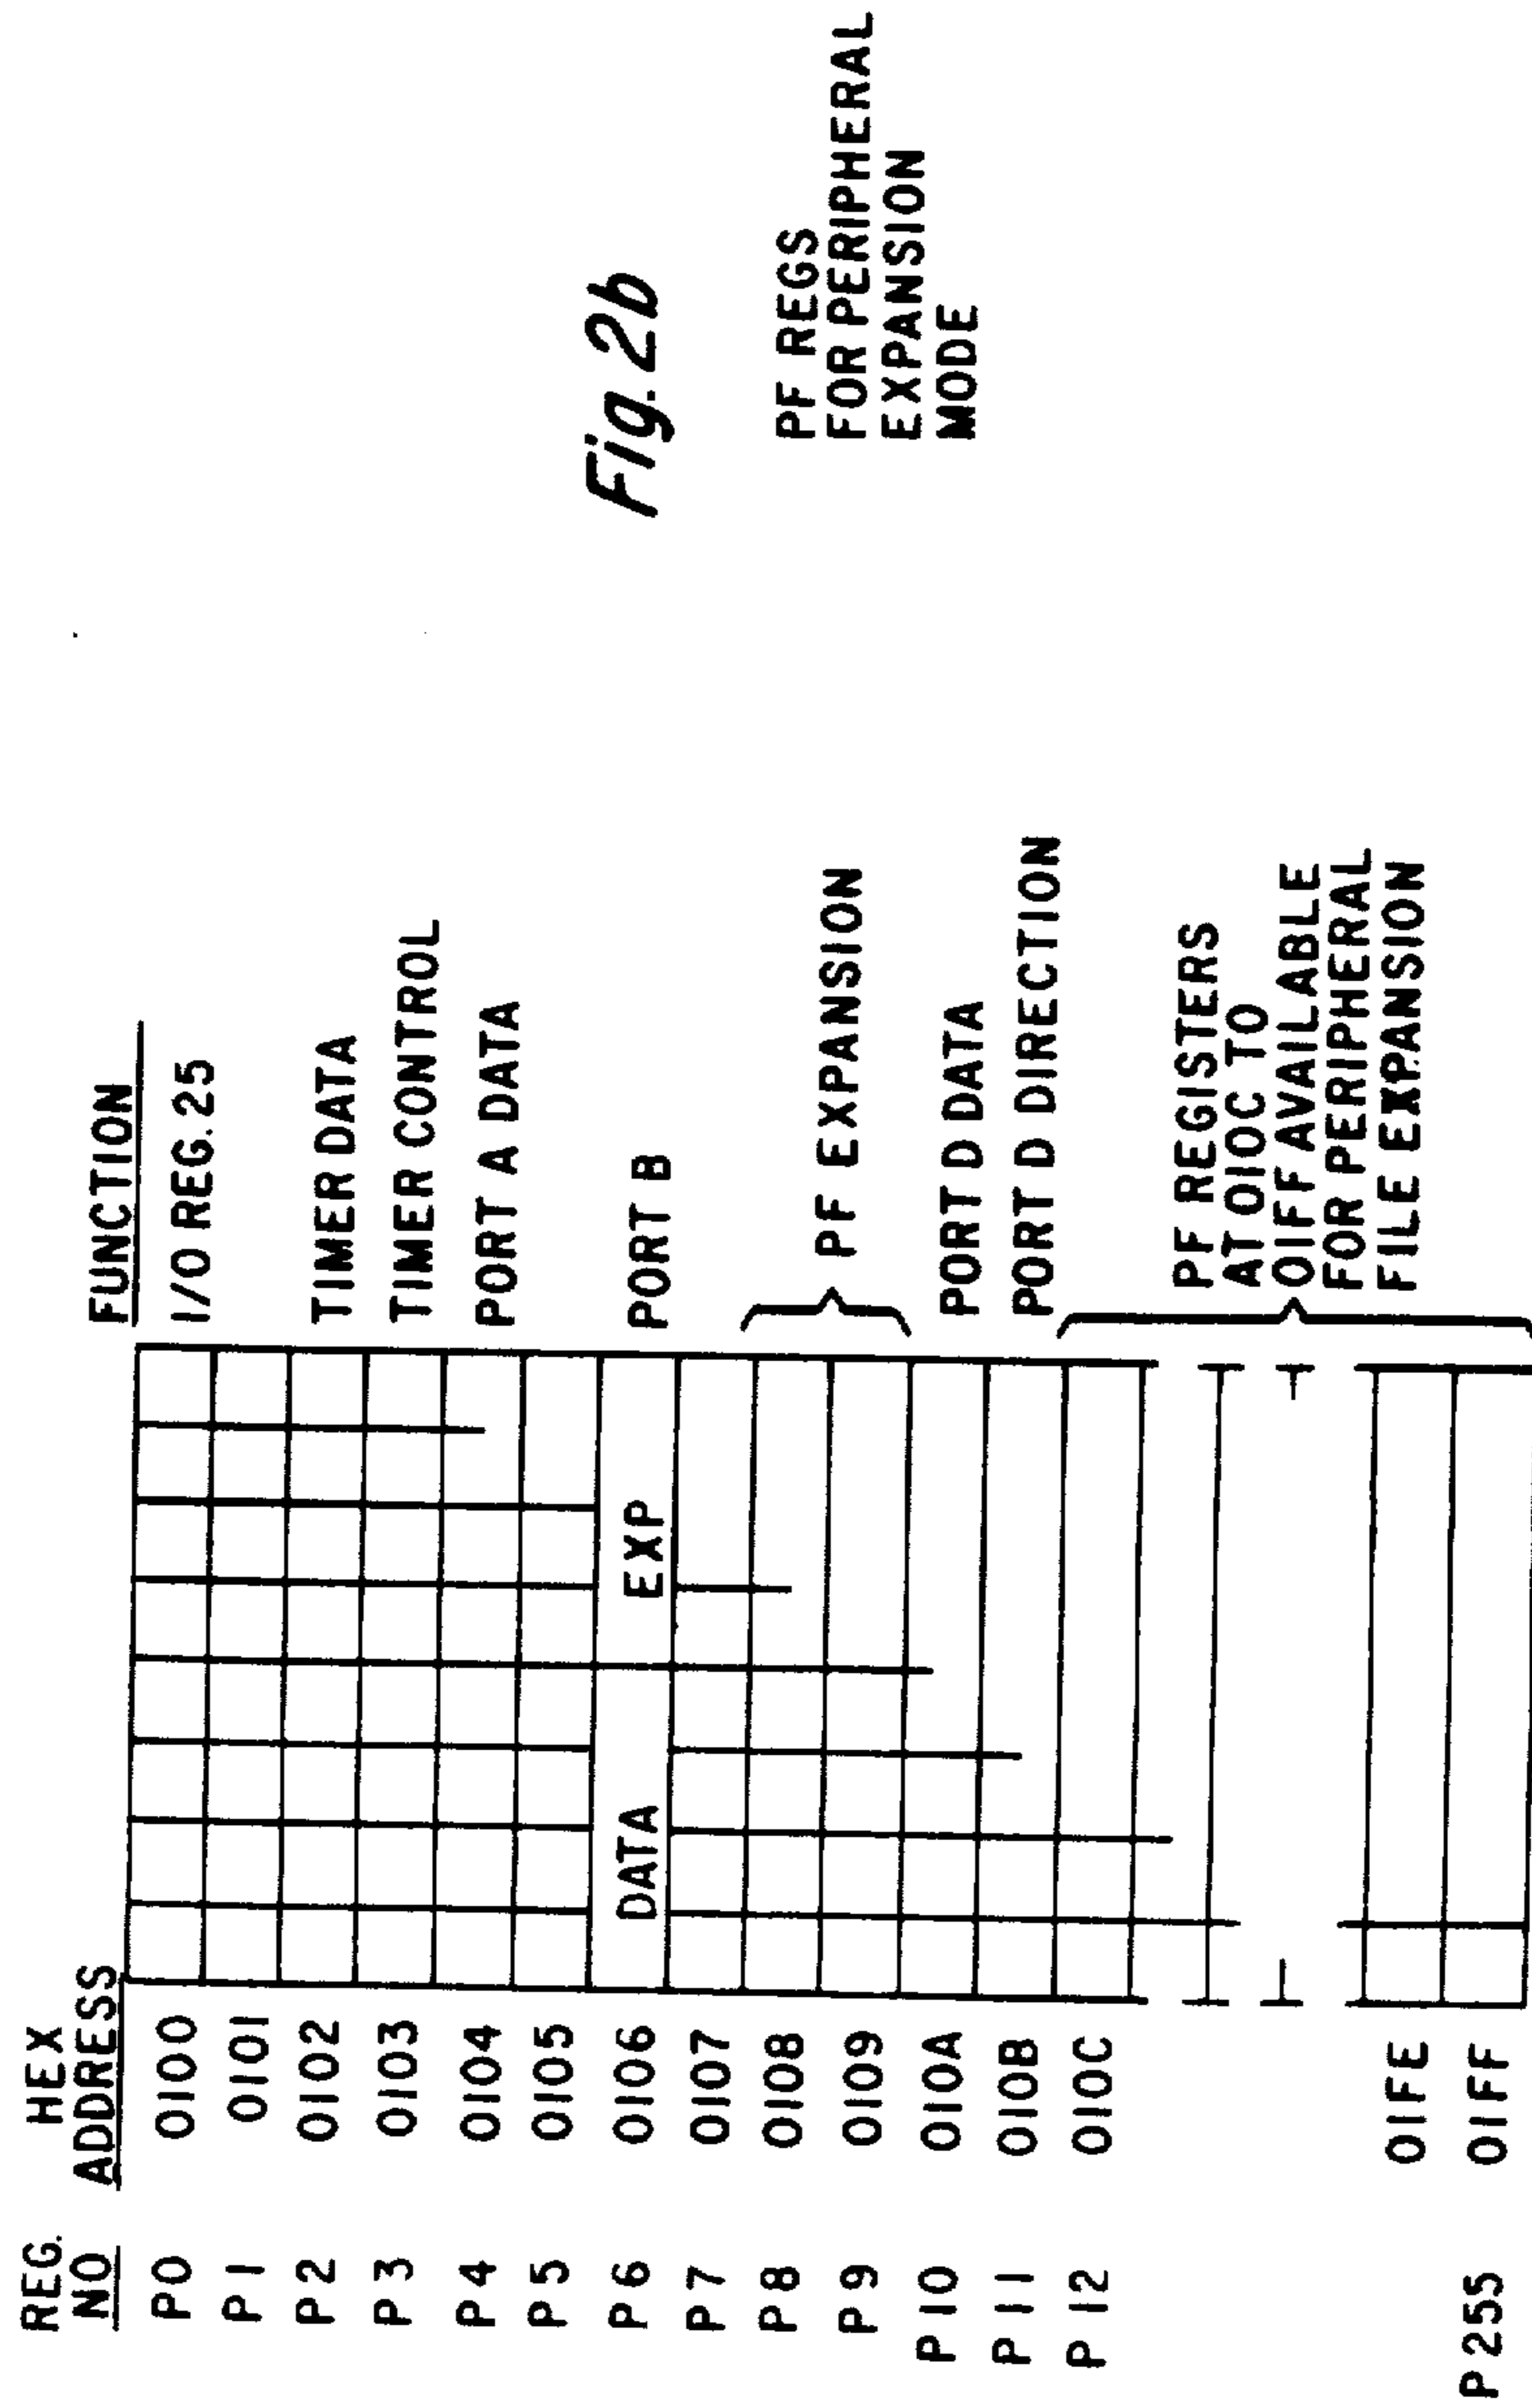 REG. NO
HEX ADDRESS
FUNCTION
P0 0100 I/O REG. 25
P1 0101
P2 0102 TIMER DATA
P3 0103 TIMER CONTROL
P4 0104 PORT A DATA
P5 0105
P6 0106 DATA EXP PORT B
P7 0107
P8 0108
P9 0109
PF EXPANSION
P10 010A PORT D DATA
P11 010B PORT D DIRECTION
P12 010C
PF REGISTERS
AT 010C TO
01FF AVAILABLE
FOR PERIPHERAL
FILE EXPANSION
01FE
P255 01FF
Fig. 2b
PF REGS
FOR PERIPHERAL
EXPANSION
MODE